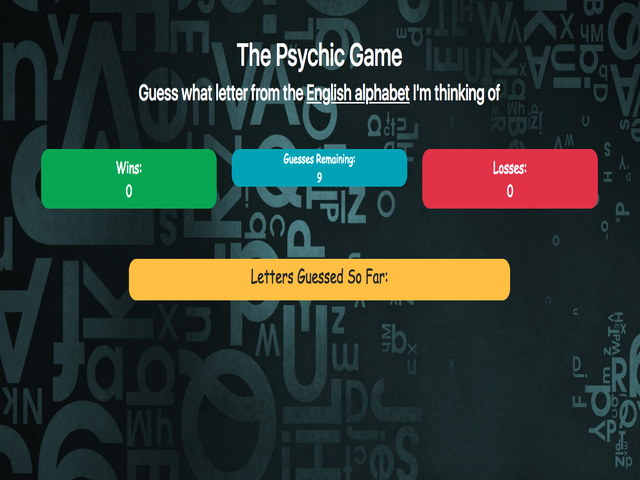 The Psychic Game
Guess what letter from the English alphabet I'm thinking of
Wins:
0
Guesses Remaining:
9
Losses:
0
Letters Guessed So Far: